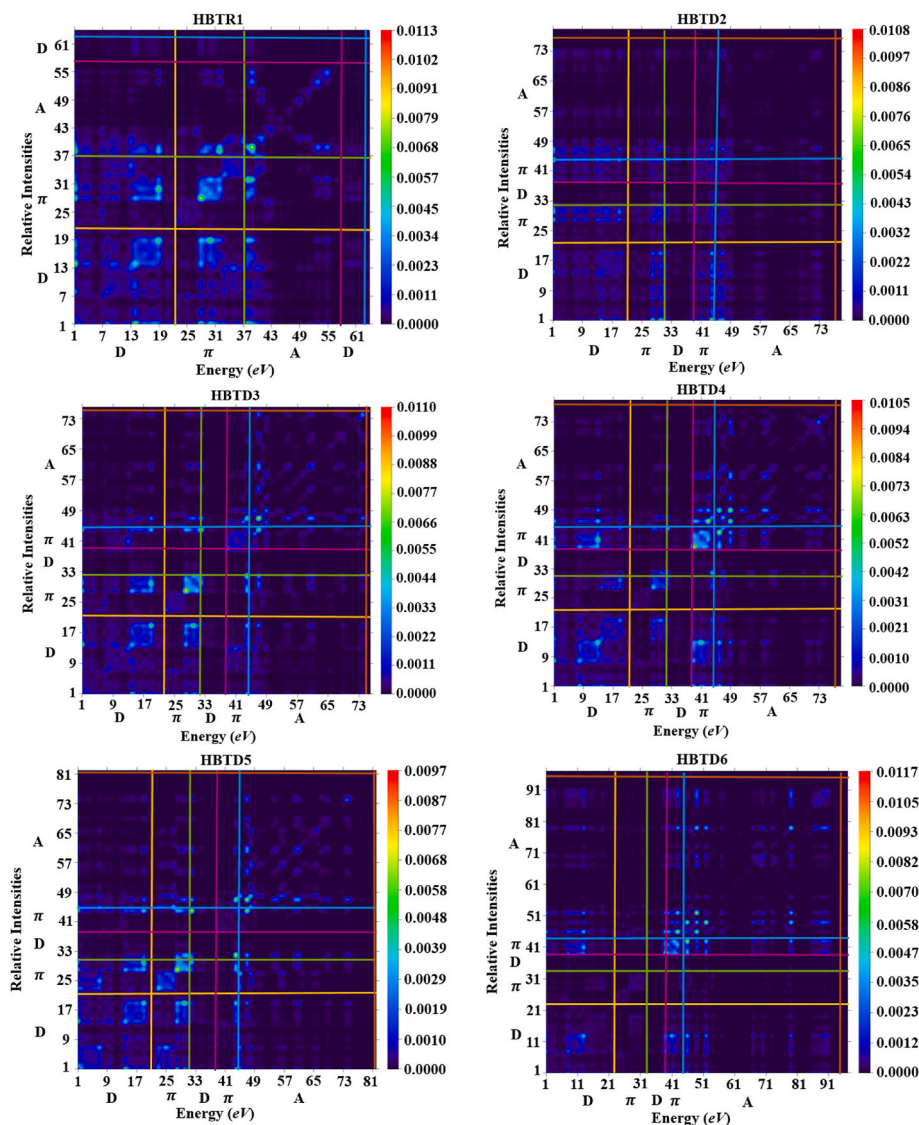 HBTR1
Relative Intensities
D
A
π
D
61
55
49
43
37
31
25
19
13
7
1
1 7 13 19 25 31 37 43 49 55 61
D π A D
Energy (eV)
0.0113
0.0102
0.0090
0.0079
0.0068
0.0057
0.0045
0.0034
0.0023
0.0011
0.0000
HBTD2
Relative Intensities
A
π
D
π
D
73
65
57
49
41
33
25
17
9
1
1 9 17 25 33 41 49 57 65 73
D π D π A
Energy (eV)
0.0108
0.0097
0.0086
0.0076
0.0065
0.0054
0.0043
0.0032
0.0022
0.0011
0.0000
HBTD3
Relative Intensities
A
π
D
π
D
73
65
57
49
41
33
25
17
9
1
1 9 17 25 33 41 49 57 65 73
D π D π A
Energy (eV)
0.0110
0.0099
0.0088
0.0077
0.0066
0.0055
0.0044
0.0033
0.0022
0.0011
0.0000
HBTD4
Relative Intensities
A
π
D
π
D
73
65
57
49
41
33
25
17
9
1
1 9 17 25 33 41 49 57 65 73
D π D π A
Energy (eV)
0.0105
0.0094
0.0084
0.0073
0.0063
0.0052
0.0042
0.0031
0.0021
0.0010
0.0000
HBTD5
Relative Intensities
A
π
D
π
D
81
73
65
57
49
41
33
25
17
9
1
1 9 17 25 33 41 49 57 65 73 81
D π D π A
Energy (eV)
0.0097
0.0087
0.0078
0.0068
0.0058
0.0049
0.0039
0.0029
0.0019
0.0010
0.0000
HBTD6
Relative Intensities
A
π
D
π
D
91
81
71
61
51
41
31
21
11
1
1 11 21 31 41 51 61 71 81 91
D π D π A
Energy (eV)
0.0117
0.0105
0.0093
0.0082
0.0070
0.0058
0.0047
0.0035
0.0023
0.0012
0.0000